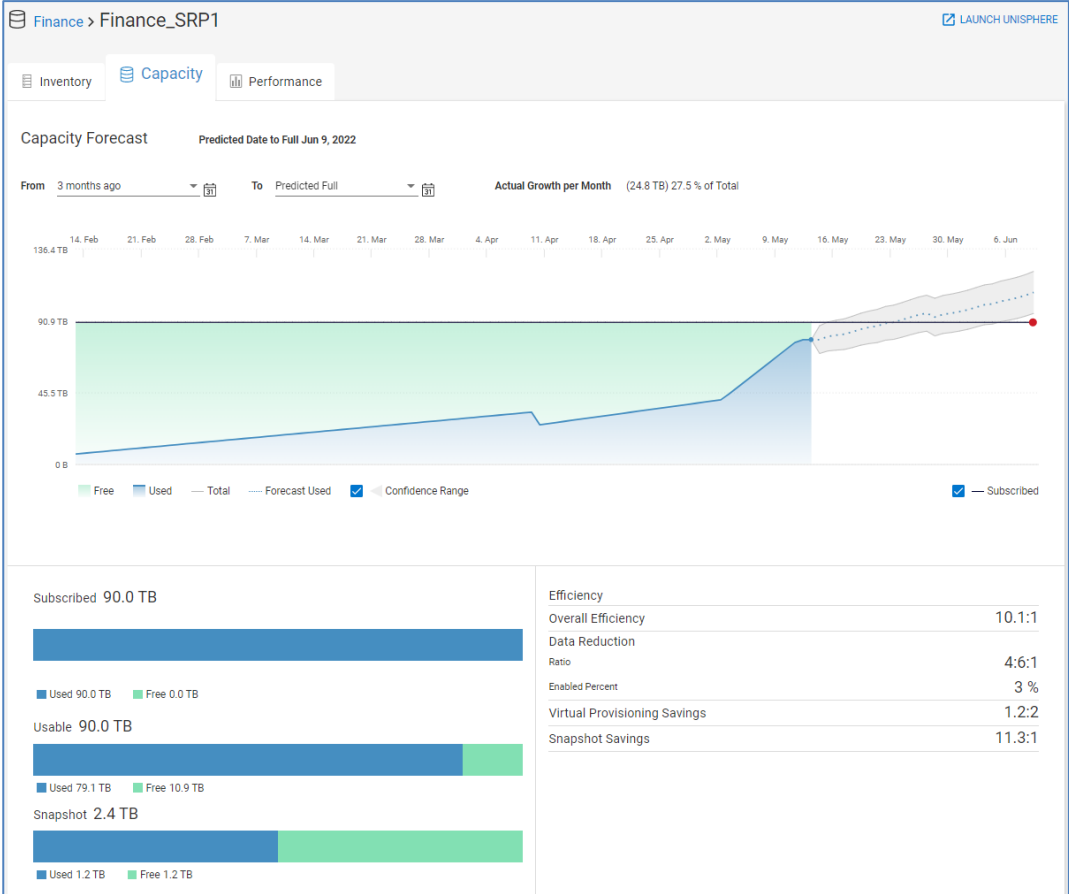 Finance > Finance_SRP1
LAUNCH UNISPHERE
Inventory
Capacity
Performance
Capacity Forecast
Predicted Date to Full Jun 9, 2022
From 3 months ago 31 To Predicted Full 31 Actual Growth per Month (24.8 TB) 27.5 % of Total
14. Feb 21. Feb 28. Feb 7. Mar 14. Mar 21. Mar 28. Mar 4. Apr 11. Apr 18. Apr 25. Apr 2. May 9. May 16. May 23. May 30. May 6. Jun
136.4 TB
90.9 TB
45.5 TB
0 B
Free Used Total Forecast Used Confidence Range Subscribed
Subscribed 90.0 TB
Used 90.0 TB Free 0.0 TB
Usable 90.0 TB
Used 79.1 TB Free 10.9 TB
Snapshot 2.4 TB
Used 1.2 TB Free 1.2 TB
Efficiency
Overall Efficiency 10.1:1
Data Reduction
Ratio 4:6:1
Enabled Percent 3 %
Virtual Provisioning Savings 1.2:2
Snapshot Savings 11.3:1